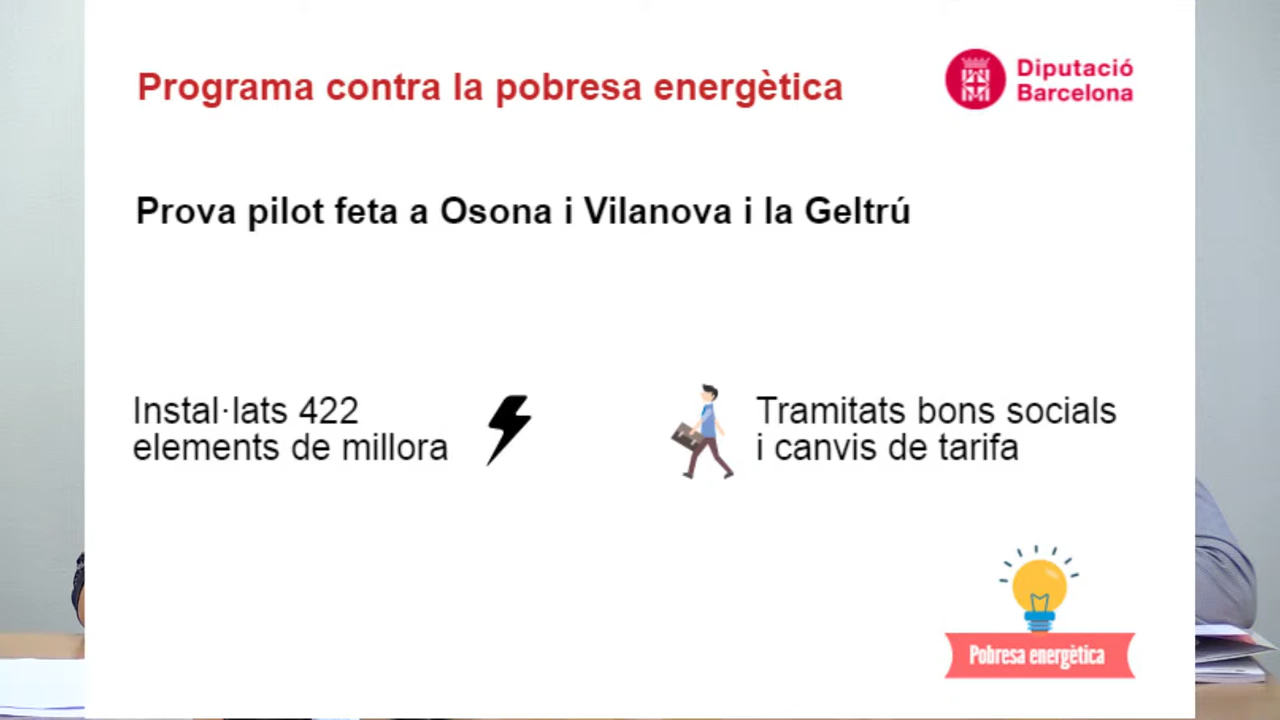 Programa contra la pobresa energètica
Diputació
Barcelona
Prova pilot feta a Osona i Vilanova i la Geltrú
Instal·lats 422
elements de millora
Tramitats bons socials
i canvis de tarifa
Pobresa energètica